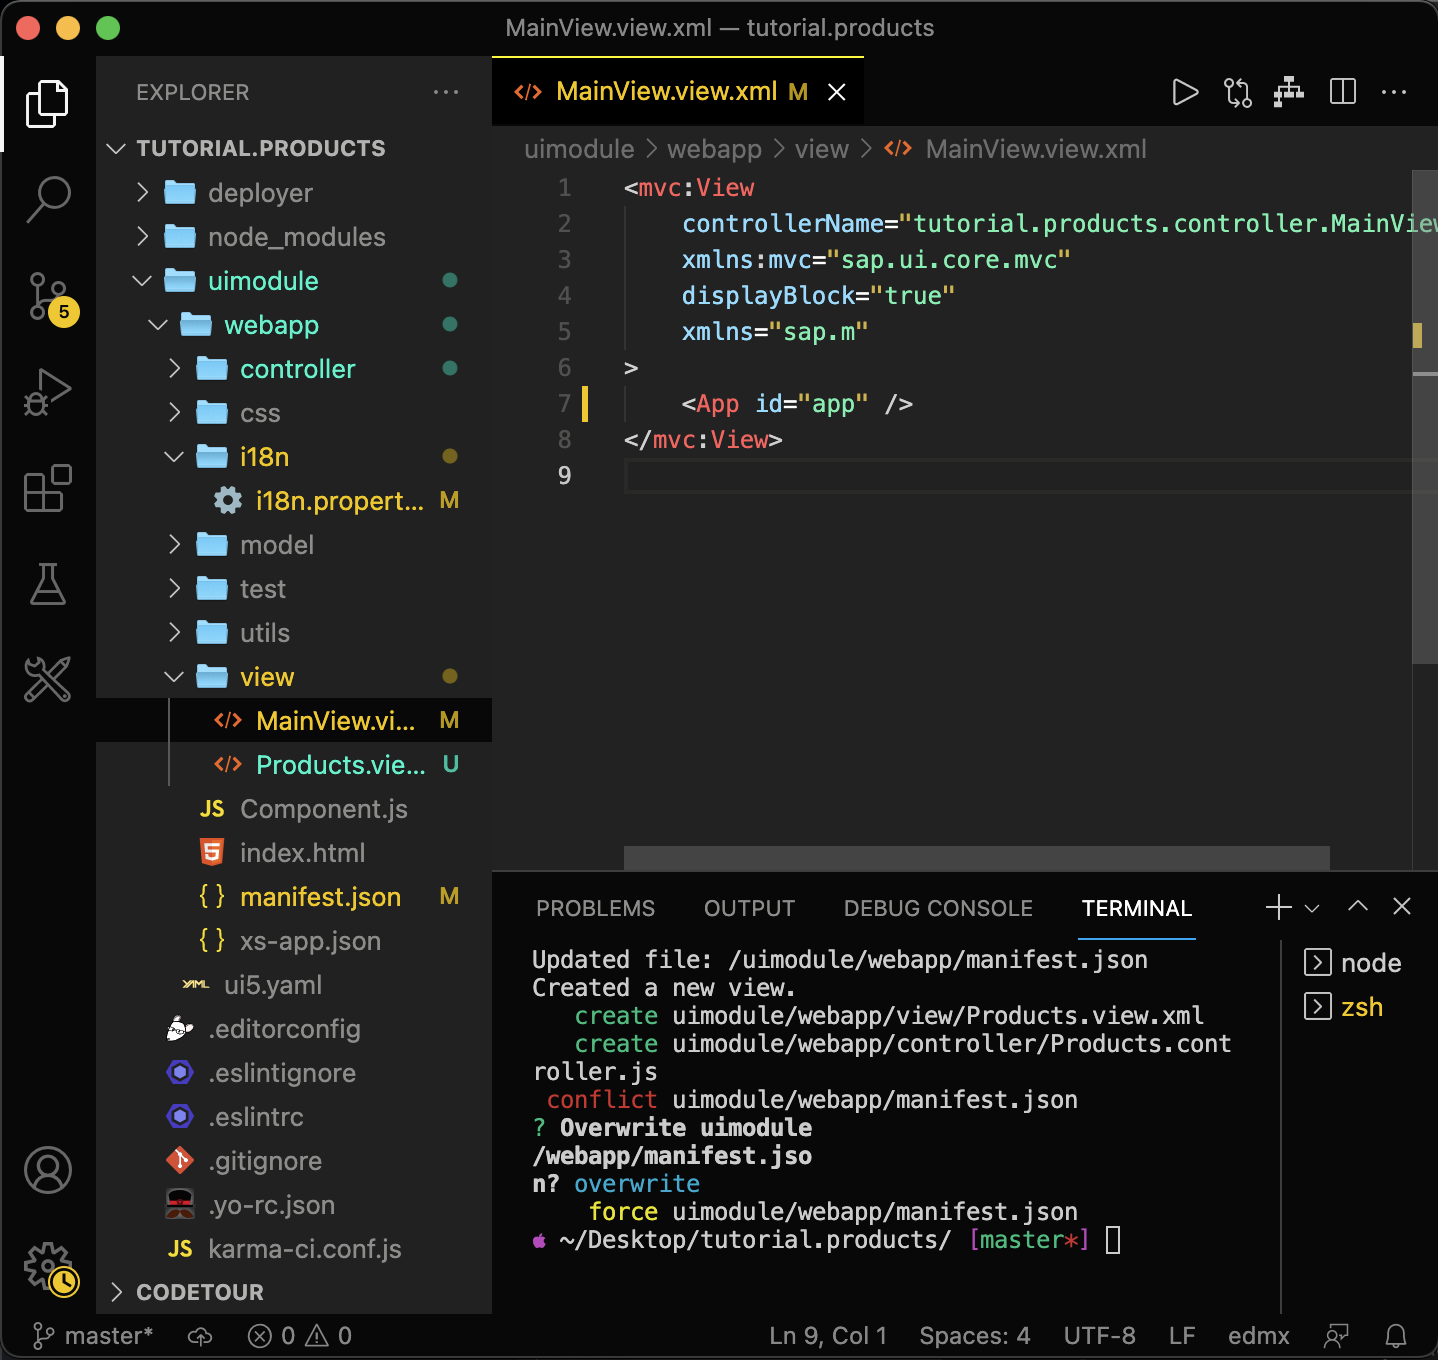 MainView.view.xml — tutorial.products
EXPLORER
TUTORIAL.PRODUCTS
deployer
node_modules
uimodule
webapp
controller
css
i18n
i18n.propert... M
model
test
utils
view
MainView.vi... M
Products.vie... U
JS Component.js
5 index.html
{ } manifest.json M
{ } xs-app.json
YAML ui5.yaml
.editorconfig
.eslintignore
.eslintrc
.gitignore
.yo-rc.json
JS karma-ci.conf.js
CODETOUR
5
</> MainView.view.xml M
uimodule > webapp > view > </> MainView.view.xml
1 <mvc:View
2 controllerName="tutorial.products.controller.MainView
3 xmlns:mvc="sap.ui.core.mvc"
4 displayBlock="true"
5 xmlns="sap.m"
6 >
7 <App id="app" />
8 </mvc:View>
9
PROBLEMS OUTPUT DEBUG CONSOLE TERMINAL
Updated file: /uimodule/webapp/manifest.json
Created a new view.
create uimodule/webapp/view/Products.view.xml
create uimodule/webapp/controller/Products.cont
roller.js
conflict uimodule/webapp/manifest.json
? Overwrite uimodule
/webapp/manifest.jso
n? overwrite
force uimodule/webapp/manifest.json
~/Desktop/tutorial.products/ [master*]
node
zsh
master* 0 0 Ln 9, Col 1 Spaces: 4 UTF-8 LF edmx